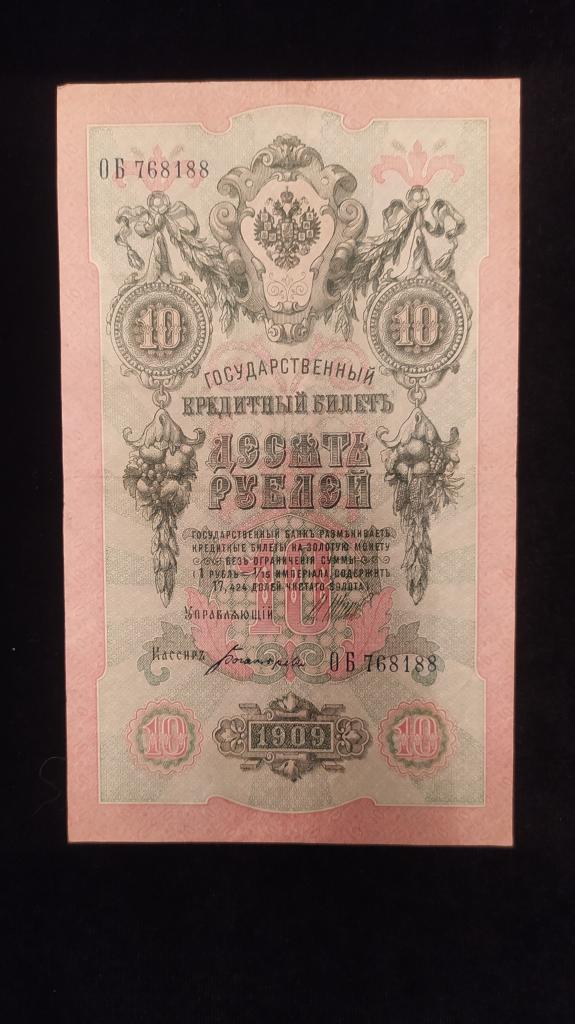 ОБ 768188
10 10
ГОСУДАРСТВЕННЫЙ
КРЕДИТНЫЙ БИЛЕТЪ
ДЕСЯТЬ
РУБЛЕЙ
ГОСУДАРСТВЕННЫЙ БАНКЪ РАЗМѢНИВАЕТЪ
КРЕДИТНЫЕ БИЛЕТЫ НА ЗОЛОТУЮ МОНЕТУ
БЕЗЪ ОГРАНИЧЕНІЯ СУММЫ
(1 РУБЛЬ = 1/15 ИМПЕРІАЛА, СОДЕРЖИТЪ
17,424 ДОЛЕЙ ЧИСТАГО ЗОЛОТА)
10
УПРАВЛЯЮЩІЙ
КАССИРЪ
ОБ 768188
10 1909 10